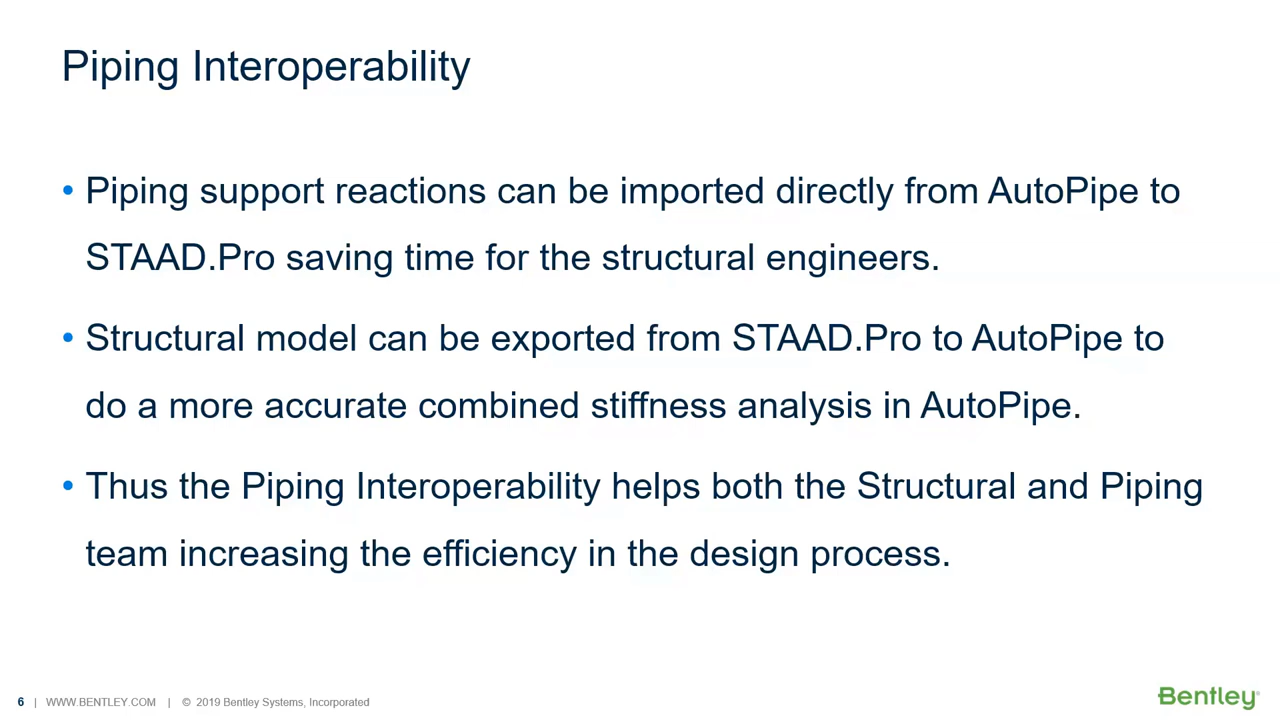 Piping Interoperability
• Piping support reactions can be imported directly from AutoPipe to
STAAD.Pro saving time for the structural engineers.
• Structural model can be exported from STAAD.Pro to AutoPipe to
do a more accurate combined stiffness analysis in AutoPipe.
• Thus the Piping Interoperability helps both the Structural and Piping
team increasing the efficiency in the design process.
6 | WWW.BENTLEY.COM | © 2019 Bentley Systems, Incorporated
Bentley®